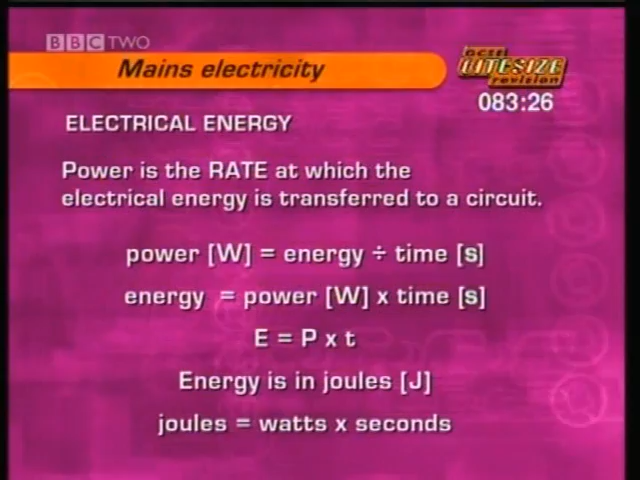 BBC TWO
Mains electricity
GCSE
BITESIZE
revision
083:26
ELECTRICAL ENERGY
Power is the RATE at which the
electrical energy is transferred to a circuit.
power [W] = energy ÷ time [s]
energy = power [W] x time [s]
E = P x t
Energy is in joules [J]
joules = watts x seconds